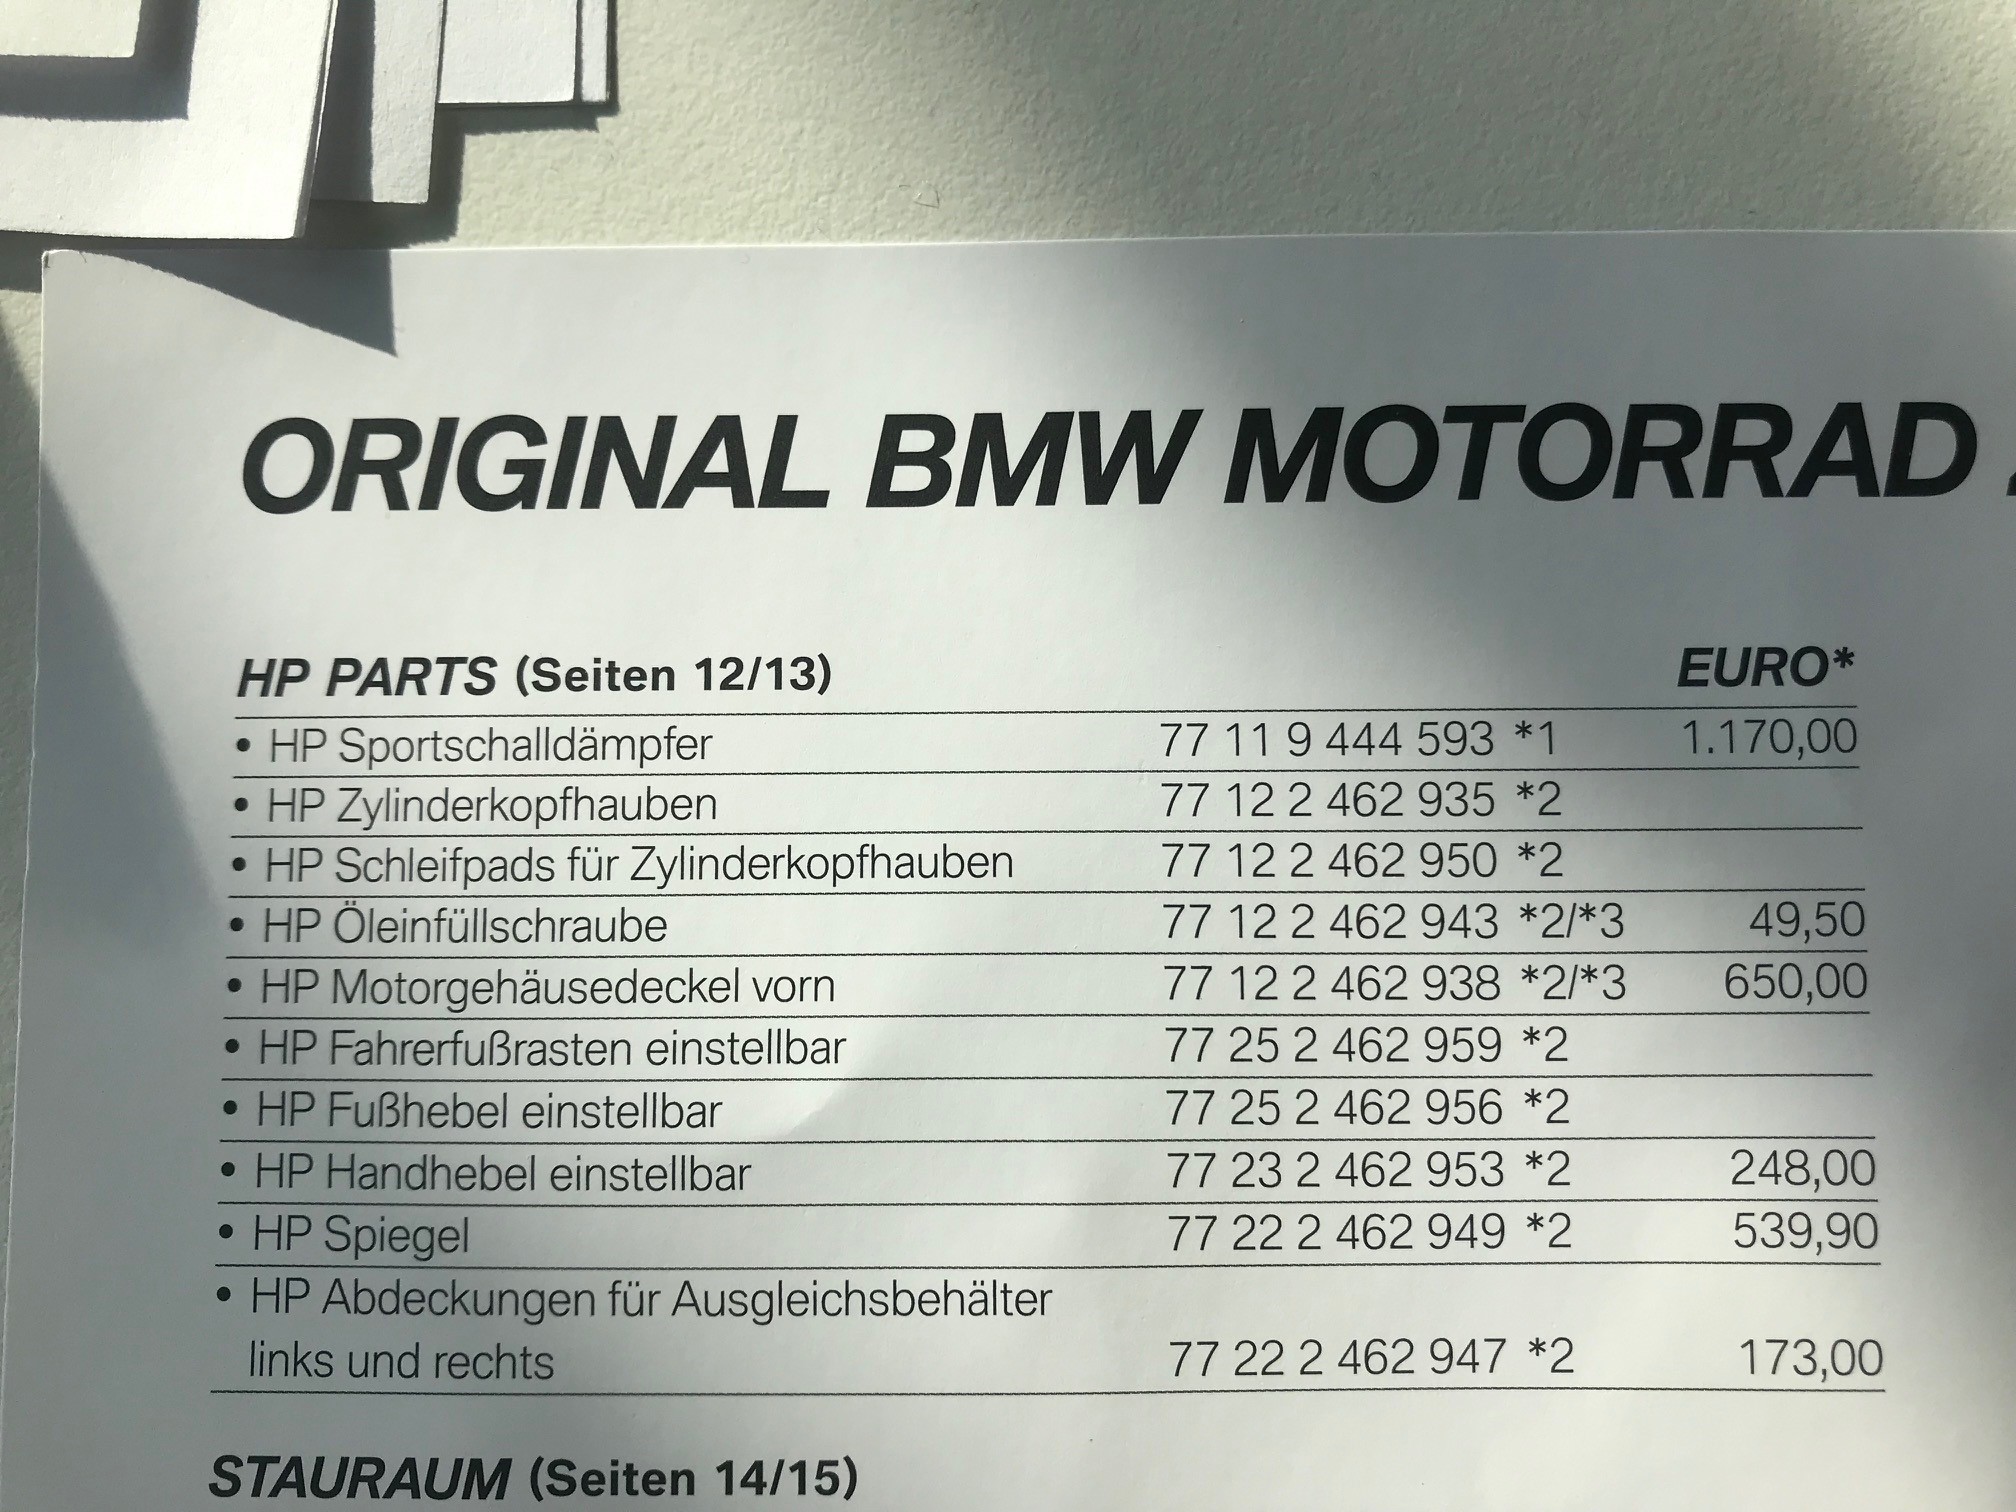 ORIGINAL BMW MOTORRAD
HP PARTS (Seiten 12/13) EURO*
• HP Sportschalldämpfer 77 11 9 444 593 *1 1.170,00
• HP Zylinderkopfhauben 77 12 2 462 935 *2
• HP Schleifpads für Zylinderkopfhauben 77 12 2 462 950 *2
• HP Öleinfüllschraube 77 12 2 462 943 *2/*3 49,50
• HP Motorgehäusedeckel vorn 77 12 2 462 938 *2/*3 650,00
• HP Fahrerfußrasten einstellbar 77 25 2 462 959 *2
• HP Fußhebel einstellbar 77 25 2 462 956 *2
• HP Handhebel einstellbar 77 23 2 462 953 *2 248,00
• HP Spiegel 77 22 2 462 949 *2 539,90
• HP Abdeckungen für Ausgleichsbehälter
links und rechts 77 22 2 462 947 *2 173,00
STAURAUM (Seiten 14/15)